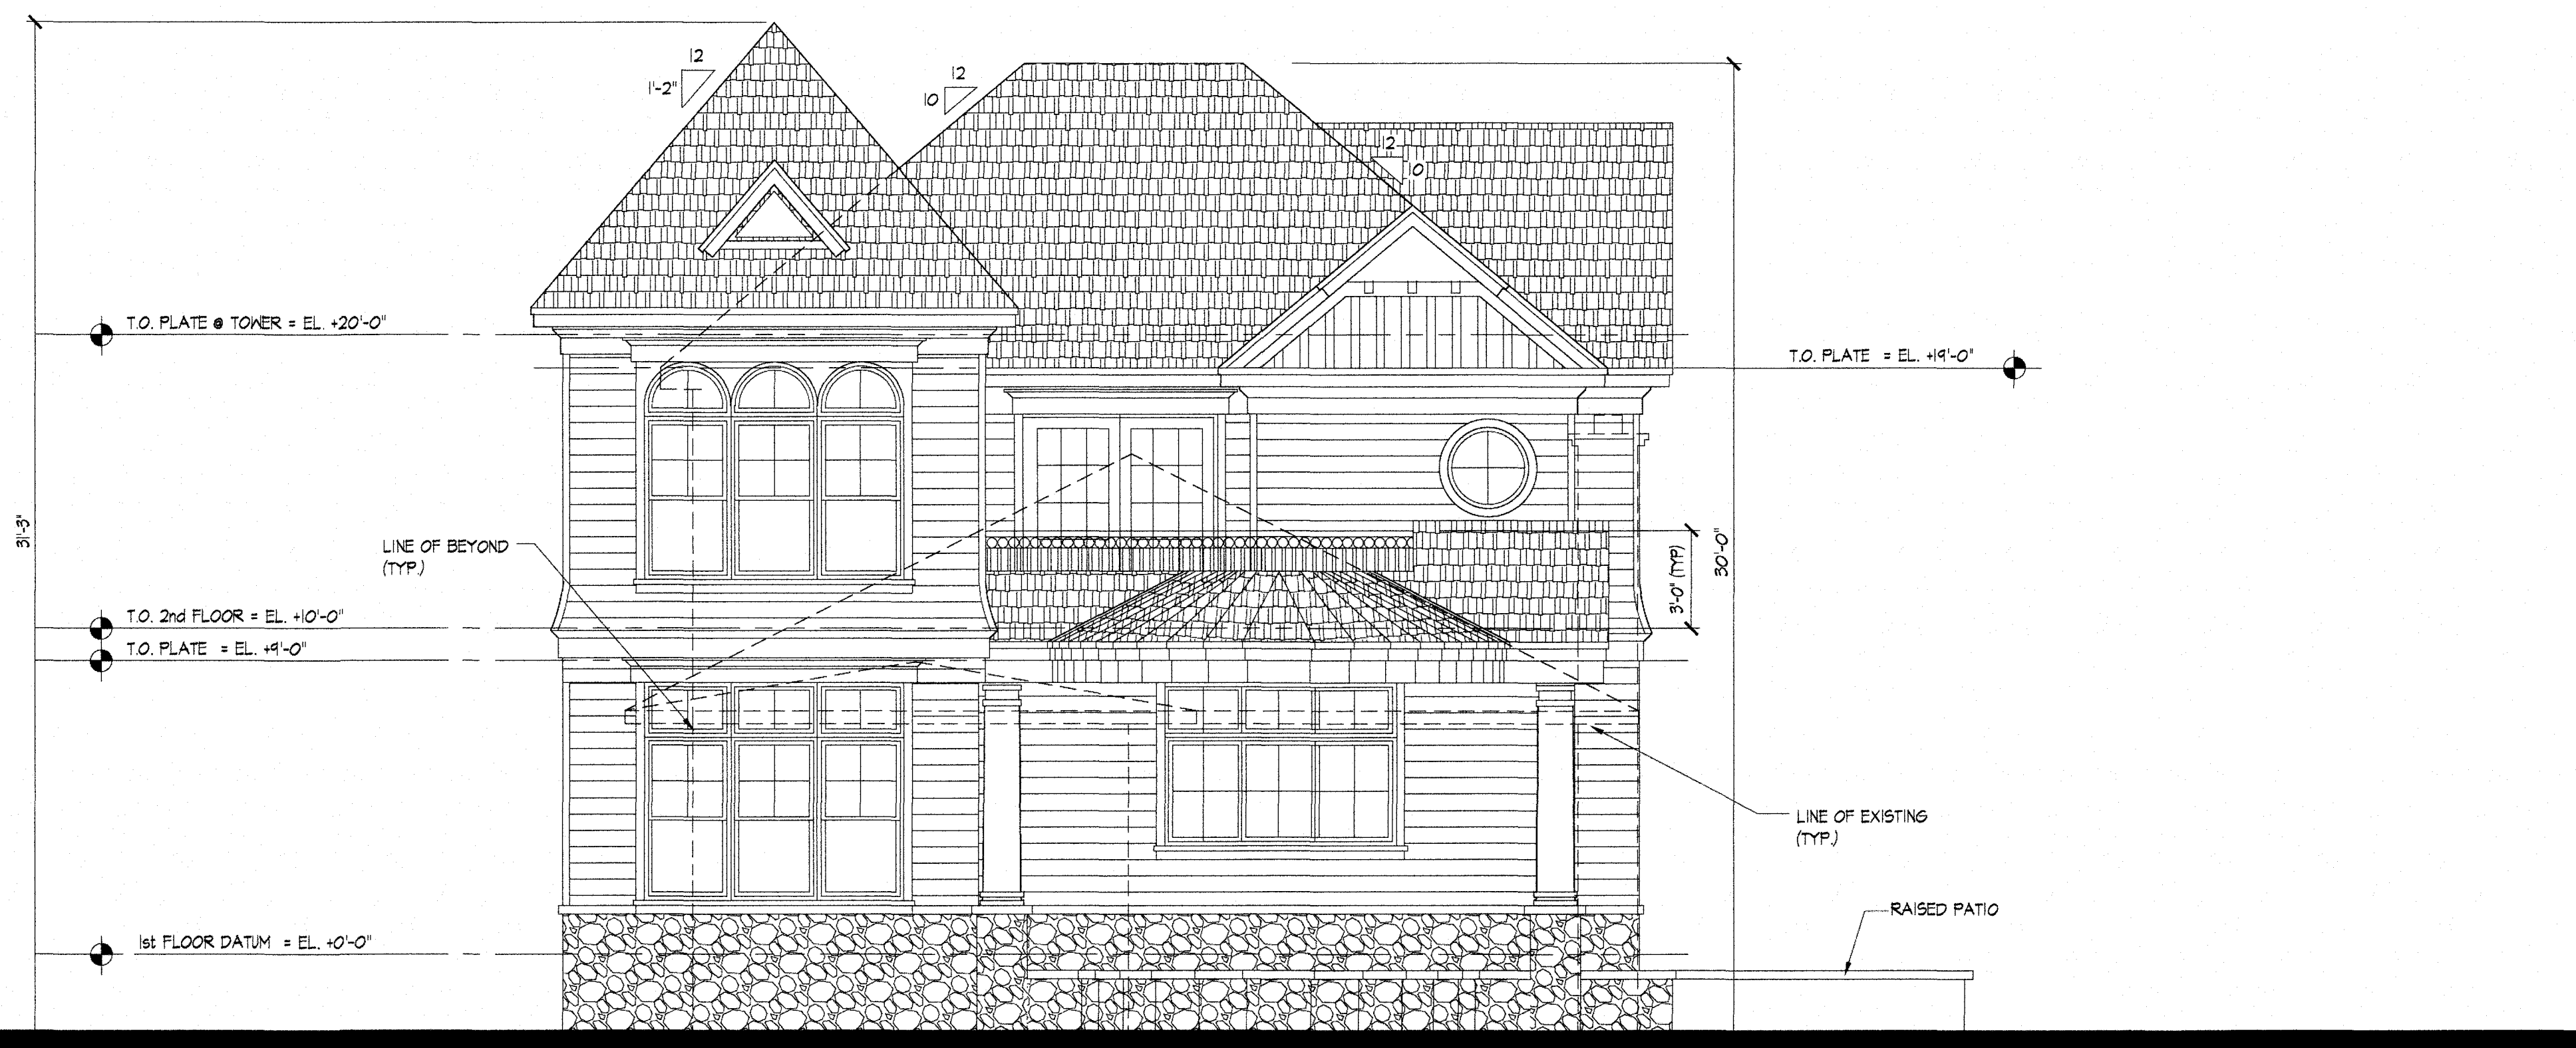 12
1'-2"
12
10
12
10
T.O. PLATE @ TOWER = EL. +20'-0"
T.O. PLATE = EL. +19'-0"
31'-3"
LINE OF BEYOND
(TYP.)
3'-0" (TYP)
30'-0"
T.O. 2nd FLOOR = EL. +10'-0"
T.O. PLATE = EL. +9'-0"
LINE OF EXISTING
(TYP.)
RAISED PATIO
1st FLOOR DATUM = EL. +0'-0"